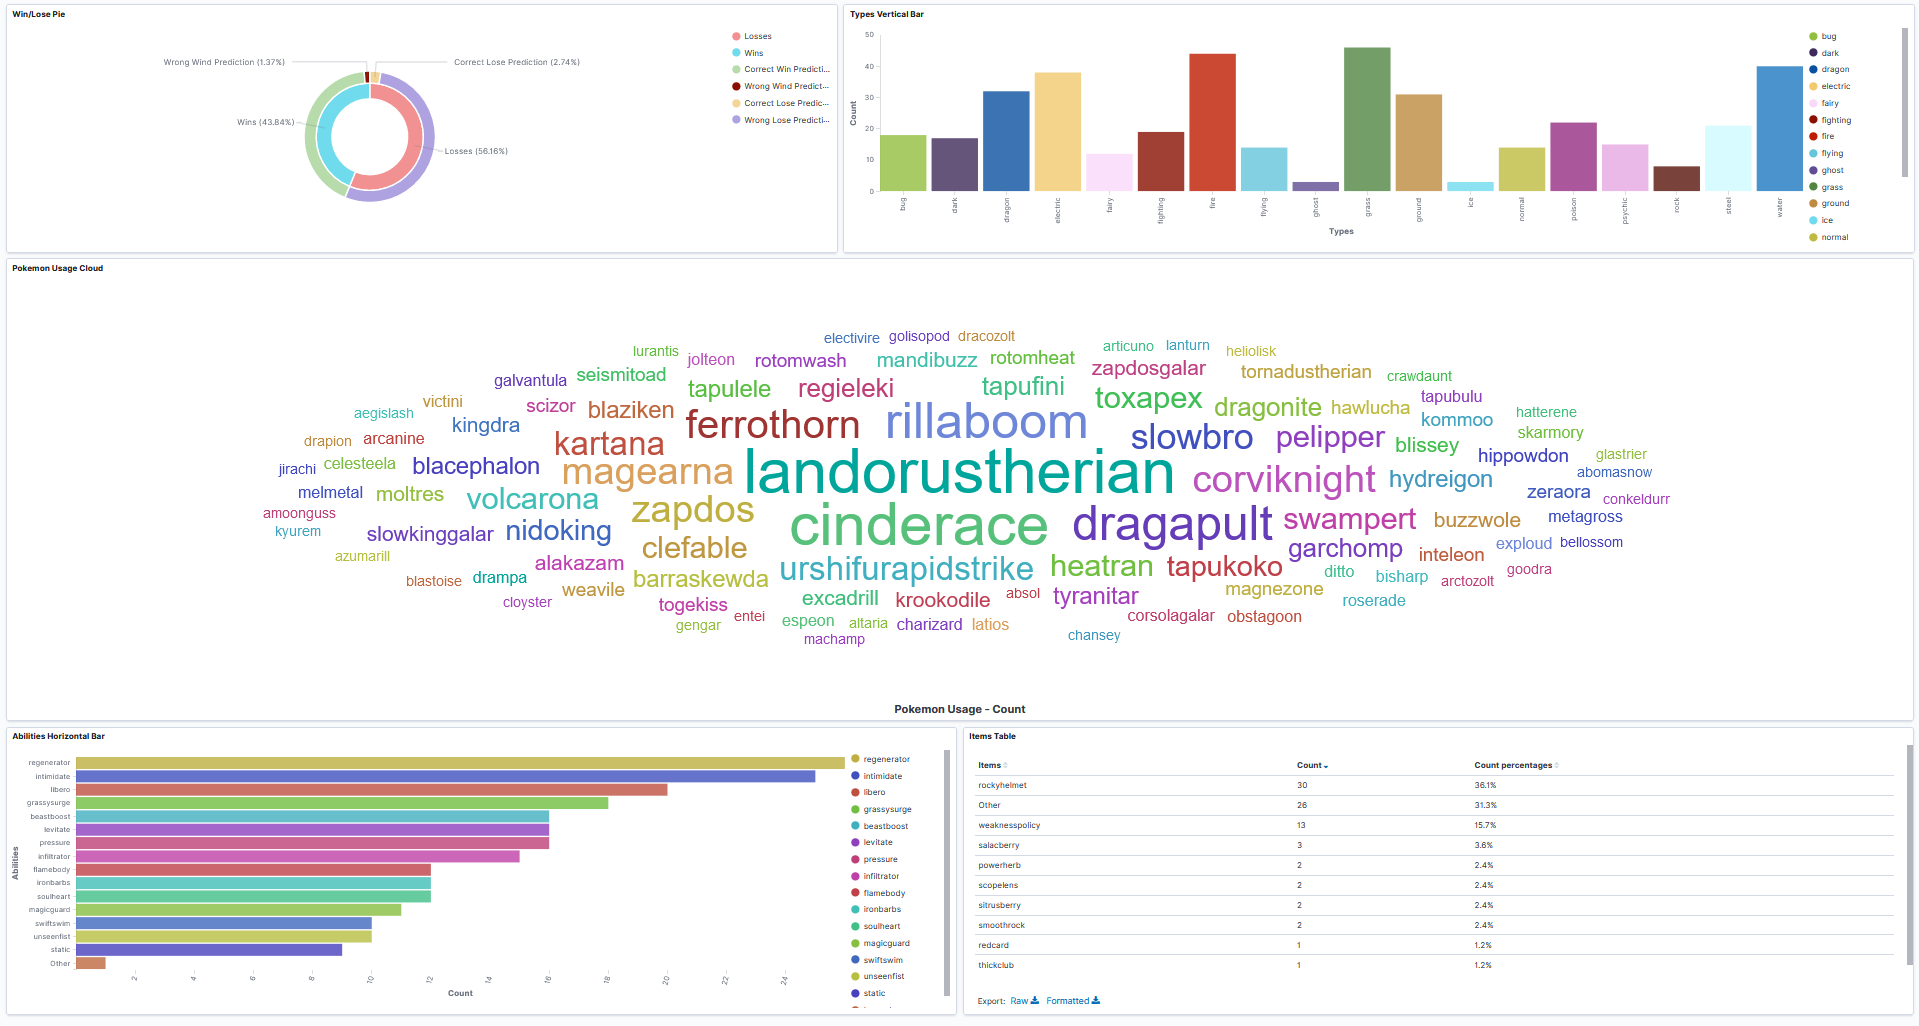 Win/Lose Pie
Wrong Wind Prediction (1.37%)
Correct Lose Prediction (2.74%)
Wins (43.84%)
Losses (56.16%)
Losses
Wins
Correct Win Predicti...
Wrong Wind Predict...
Correct Lose Predic...
Wrong Lose Predicti...
Types Vertical Bar
50
40
30
20
10
0
Count
bug
dark
dragon
electric
fairy
fighting
fire
flying
ghost
grass
ground
ice
normal
poison
psychic
rock
steel
water
Types
bug
dark
dragon
electric
fairy
fighting
fire
flying
ghost
grass
ground
ice
normal
Pokemon Usage Cloud
electivire golisopod dracozolt
lurantis jolteon rotomwash mandibuzz rotomheat articuno lanturn heliolisk
galvantula seismitoad tapulele regieleki tapufini zapdosgalar tornadustherian crawdaunt
victini scizor blaziken toxapex dragonite hawlucha tapubulu
aegislash kingdra ferrothorn rillaboom kommoo hatterene
drapion arcanine kartana slowbro pelipper blissey skarmory
jirachi celesteela blacephalon magearna landorustherian corviknight hydreigon hippowdon glastrier
abomasnow
melmetal moltres volcarona zeraora conkeldurr
amoonguss zapdos cinderace dragapult swampert buzzwole metagross
kyurem slowkinggalar nidoking clefable garchomp inteleon exploud bellossom
azumarill alakazam urshifurapidstrike heatran tapukoko ditto bisharp goodra
blastoise drampa weavile barraskewda magnezone arctozolt
cloyster togekiss excadrill krookodile absol tyranitar roserade
gengar entei espeon altaria charizard latios corsolagalar obstagoon
machamp chansey
Pokemon Usage - Count
Abilities Horizontal Bar
Abilities
regenerator
intimidate
libero
grassysurge
beastboost
levitate
pressure
infiltrator
flamebody
ironbarbs
soulheart
magicguard
swiftswim
unseenfist
static
Other
2
4
6
8
10
12
14
16
18
20
22
24
Count
regenerator
intimidate
libero
grassysurge
beastboost
levitate
pressure
infiltrator
flamebody
ironbarbs
soulheart
magicguard
swiftswim
unseenfist
static
Items Table
Items Count Count percentages
rockyhelmet 30 36.1%
Other 26 31.3%
weaknesspolicy 13 15.7%
salacberry 3 3.6%
powerherb 2 2.4%
scopelens 2 2.4%
sitrusberry 2 2.4%
smoothrock 2 2.4%
redcard 1 1.2%
thickclub 1 1.2%
Export: Raw Formatted